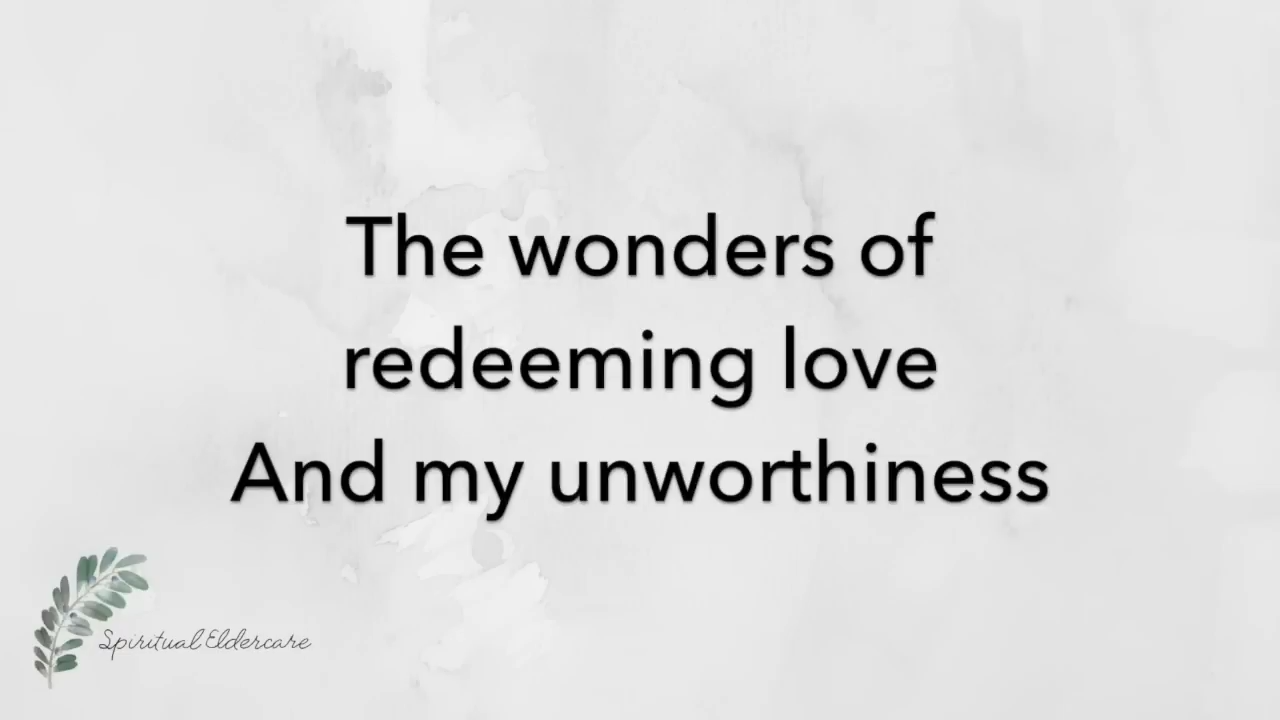 The wonders of
redeeming love
And my unworthiness
Spiritual Eldercare